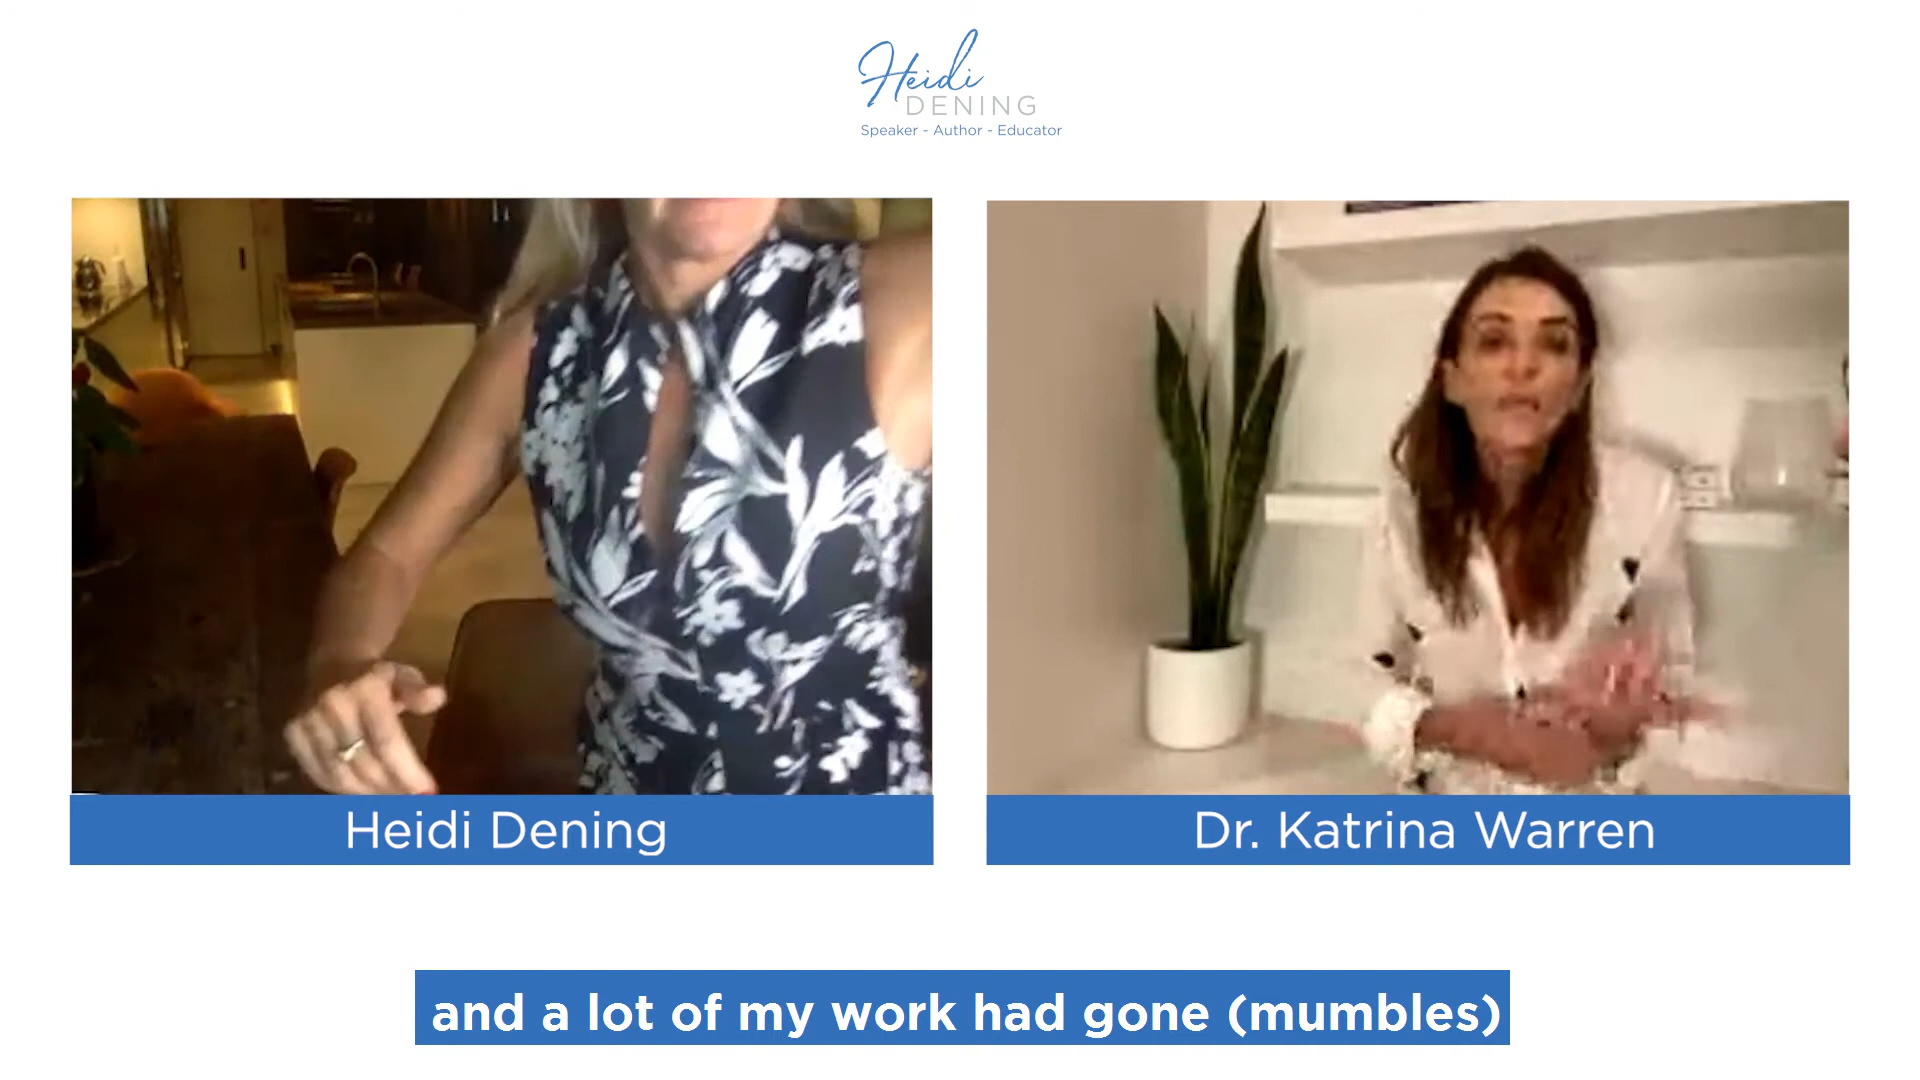 Heidi
DENING
Speaker - Author - Educator
Heidi Dening
Dr. Katrina Warren
and a lot of my work had gone (mumbles)